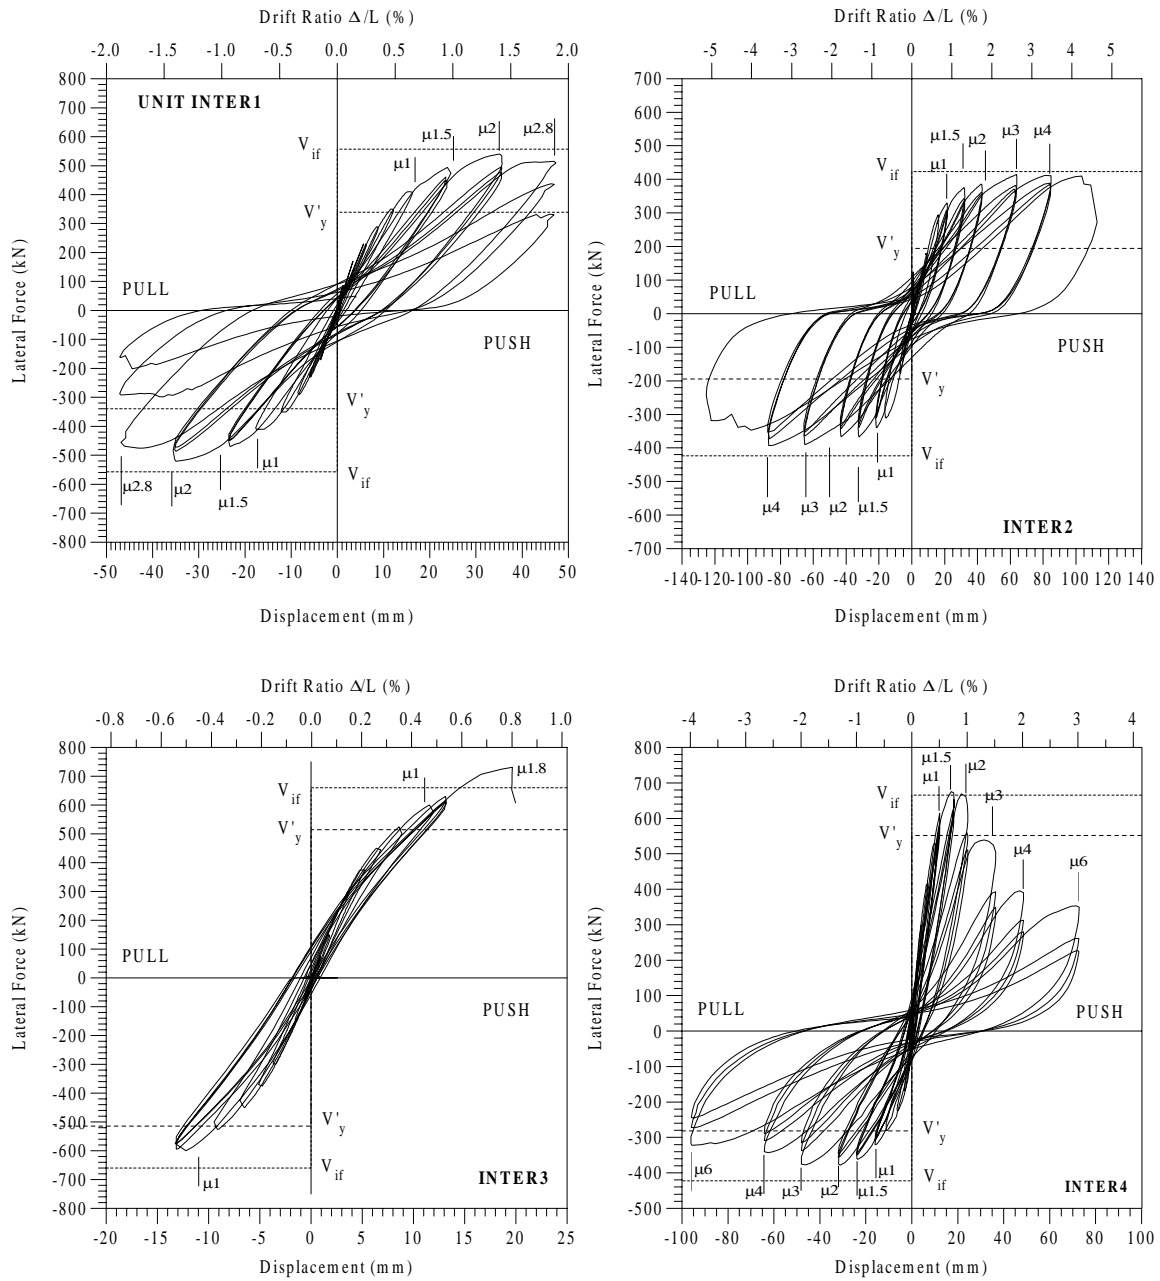 Drift Ratio Δ/L (%)
-2.0 -1.5 -1.0 -0.5 0.0 0.5 1.0 1.5 2.0
800
700
600
500
400
300
200
100
0
-100
-200
-300
-400
-500
-600
-700
-800
Lateral Force (kN)
UNIT INTER1
V if
V'y
μ1
μ1.5
μ2
μ2.8
PULL
PUSH
V'y
V if
μ2.8
μ2
μ1.5
μ1
-50 -40 -30 -20 -10 0 10 20 30 40 50
Displacement (mm)
Drift Ratio Δ/L (%)
-5 -4 -3 -2 -1 0 1 2 3 4 5
700
600
500
400
300
200
100
0
-100
-200
-300
-400
-500
-600
-700
Lateral Force (kN)
μ1.5
μ2
μ3
μ4
V if
μ1
V'y
PULL
PUSH
V'y
V if
μ1
μ4
μ3
μ2
μ1.5
INTER2
-140 -120 -100 -80 -60 -40 -20 0 20 40 60 80 100 120 140
Displacement (mm)
Drift Ratio Δ/L (%)
-0.8 -0.6 -0.4 -0.2 0.0 0.2 0.4 0.6 0.8 1.0
800
700
600
500
400
300
200
100
0
-100
-200
-300
-400
-500
-600
-700
-800
Lateral Force (kN)
V if
V'y
μ1
μ1.8
PULL
PUSH
V'y
V if
μ1
INTER3
-20 -15 -10 -5 0 5 10 15 20 25
Displacement (mm)
Drift Ratio Δ/L (%)
-4 -3 -2 -1 0 1 2 3 4
800
700
600
500
400
300
200
100
0
-100
-200
-300
-400
-500
Lateral Force (kN)
μ1.5
μ2
μ1
V if
μ3
V'y
μ4
μ6
PULL
PUSH
V'y
V if
μ6
μ4
μ3
μ2
μ1.5
μ1
INTER4
-100 -80 -60 -40 -20 0 20 40 60 80 100
Displacement (mm)